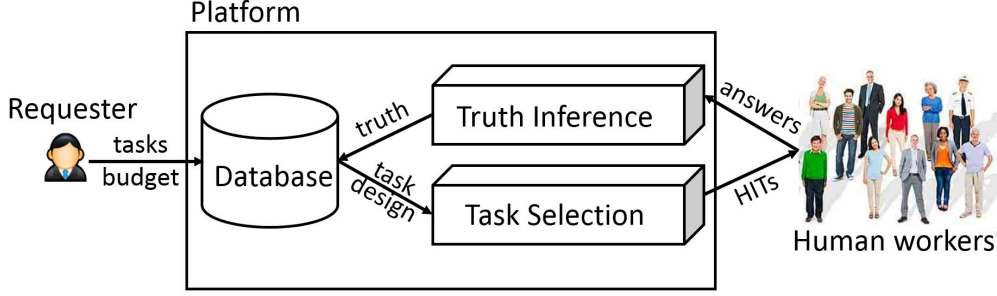 Platform
Requester
tasks
budget
Database
truth
task
design
Truth Inference
Task Selection
answers
HITs
Human workers